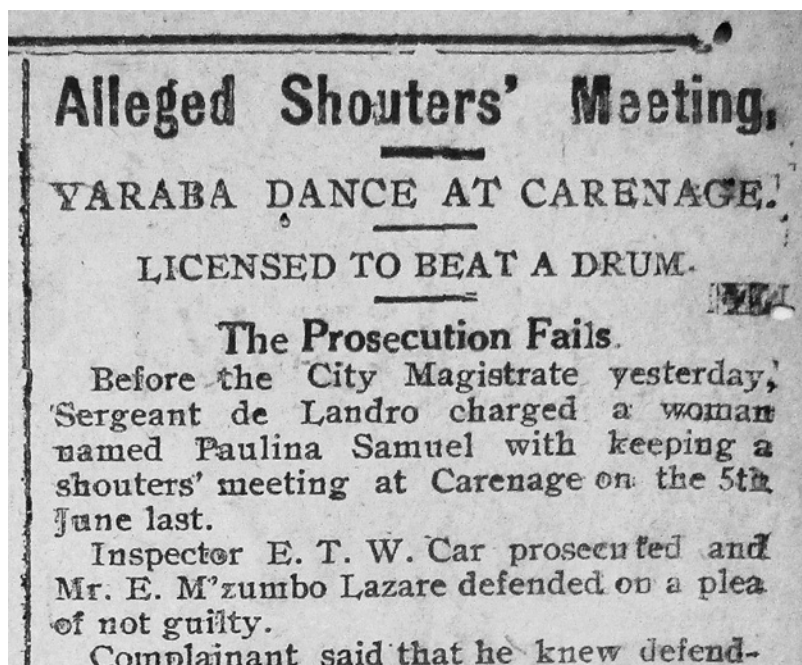 Alleged Shouters' Meeting.
YARABA DANCE AT CARENAGE.
LICENSED TO BEAT A DRUM.
The Prosecution Fails.
Before the City Magistrate yesterday,
Sergeant de Landro charged a woman
named Paulina Samuel with keeping a
shouters' meeting at Carenage on the 5th
June last.
Inspector E. T. W. Car prosecuted and
Mr. E. M'zumbo Lazare defended on a plea
of not guilty.
Complainant said that he knew defend-